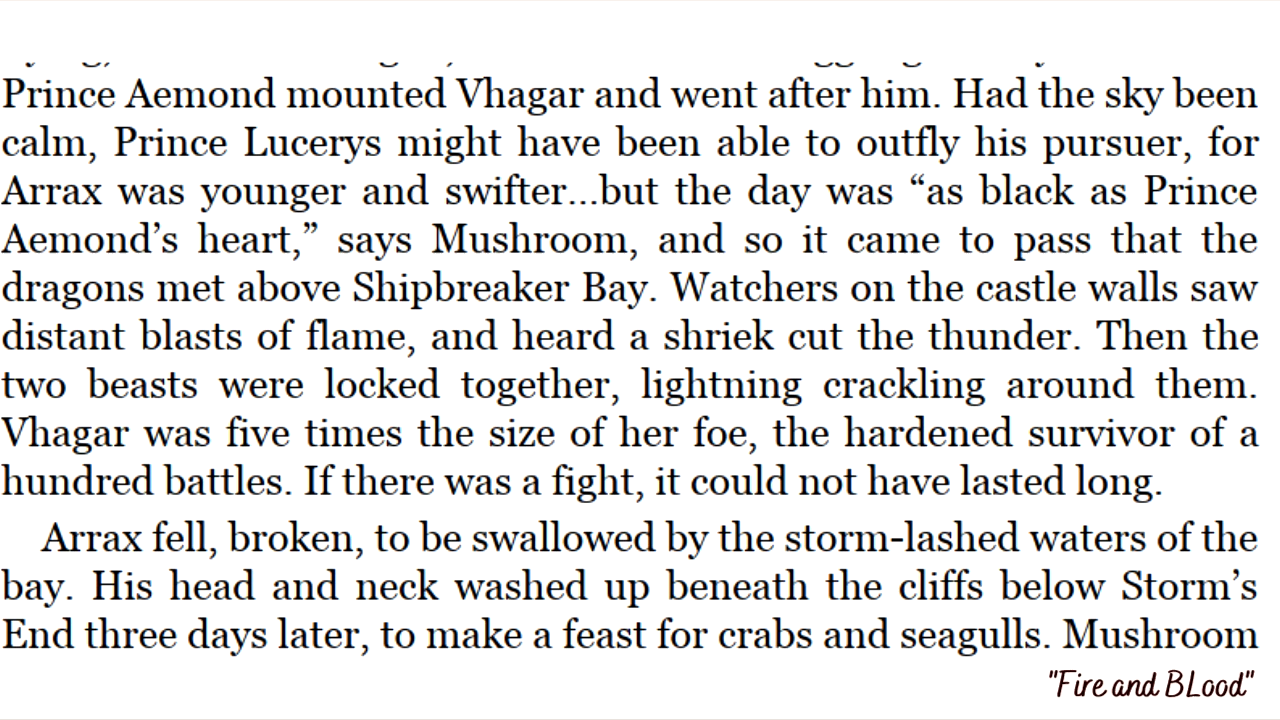 Prince Aemond mounted Vhagar and went after him. Had the sky been
calm, Prince Lucerys might have been able to outfly his pursuer, for
Arrax was younger and swifter...but the day was “as black as Prince
Aemond’s heart,” says Mushroom, and so it came to pass that the
dragons met above Shipbreaker Bay. Watchers on the castle walls saw
distant blasts of flame, and heard a shriek cut the thunder. Then the
two beasts were locked together, lightning crackling around them.
Vhagar was five times the size of her foe, the hardened survivor of a
hundred battles. If there was a fight, it could not have lasted long.
Arrax fell, broken, to be swallowed by the storm-lashed waters of the
bay. His head and neck washed up beneath the cliffs below Storm’s
End three days later, to make a feast for crabs and seagulls. Mushroom
"Fire and BLood"